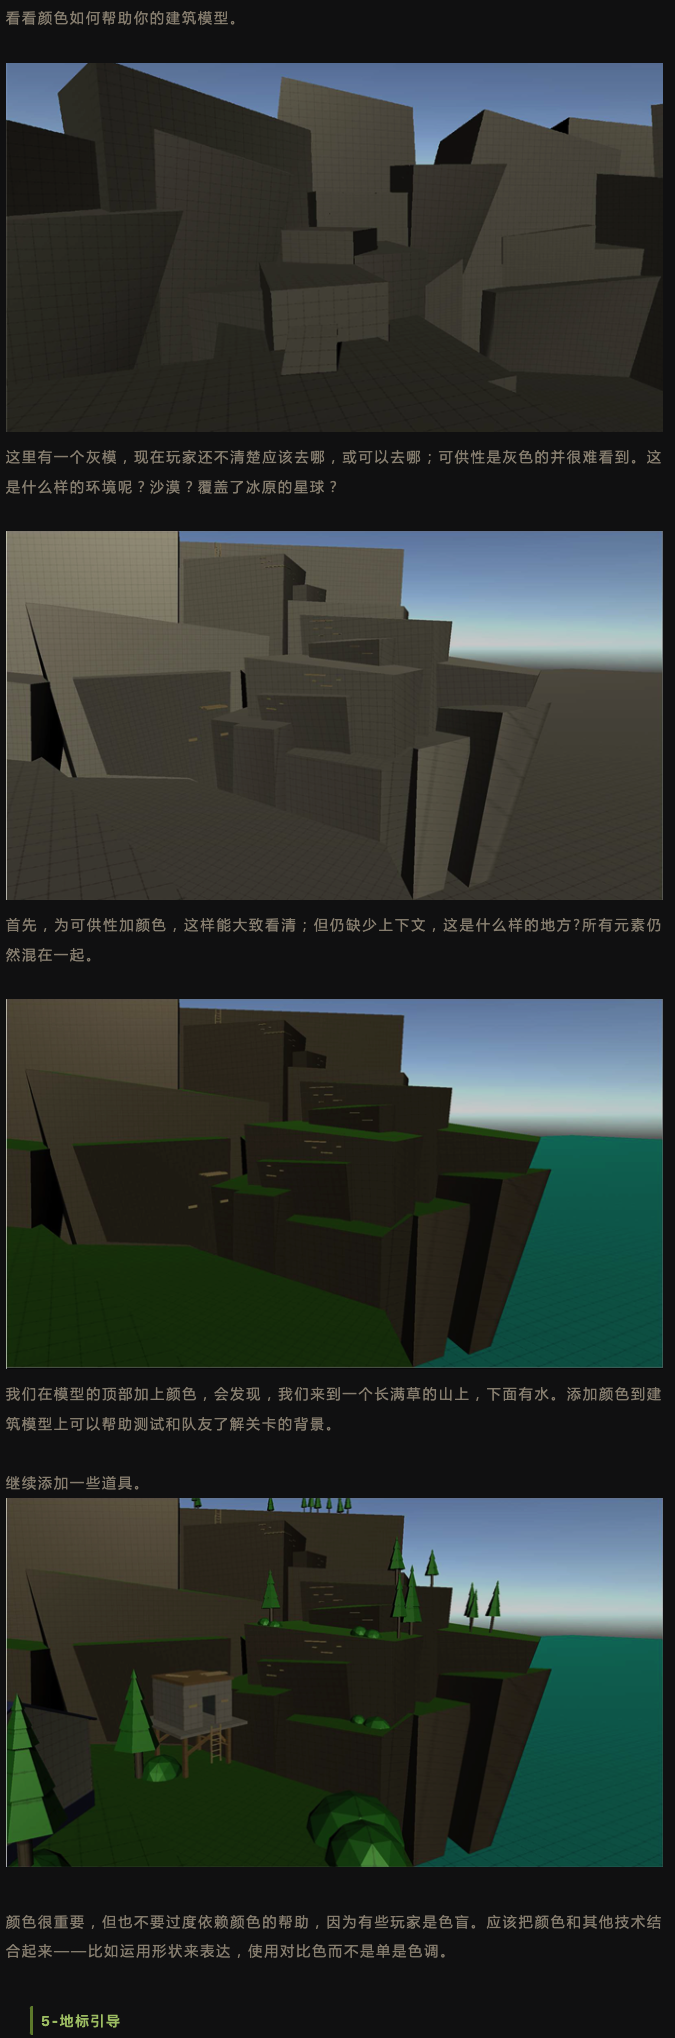 看看颜色如何帮助你的建筑模型。
这里有一个灰模，现在玩家还不清楚应该去哪，或可以去哪；可供性是灰色的并很难看到。这
是什么样的环境呢？沙漠？覆盖了冰原的星球？
首先，为可供性加颜色，这样能大致看清；但仍缺少上下文，这是什么样的地方?所有元素仍
然混在一起。
我们在模型的顶部加上颜色，会发现，我们来到一个长满草的山上，下面有水。添加颜色到建
筑模型上可以帮助测试和队友了解关卡的背景。
继续添加一些道具。
颜色很重要，但也不要过度依赖颜色的帮助，因为有些玩家是色盲。应该把颜色和其他技术结
合起来——比如运用形状来表达，使用对比色而不是单是色调。
5-地标引导